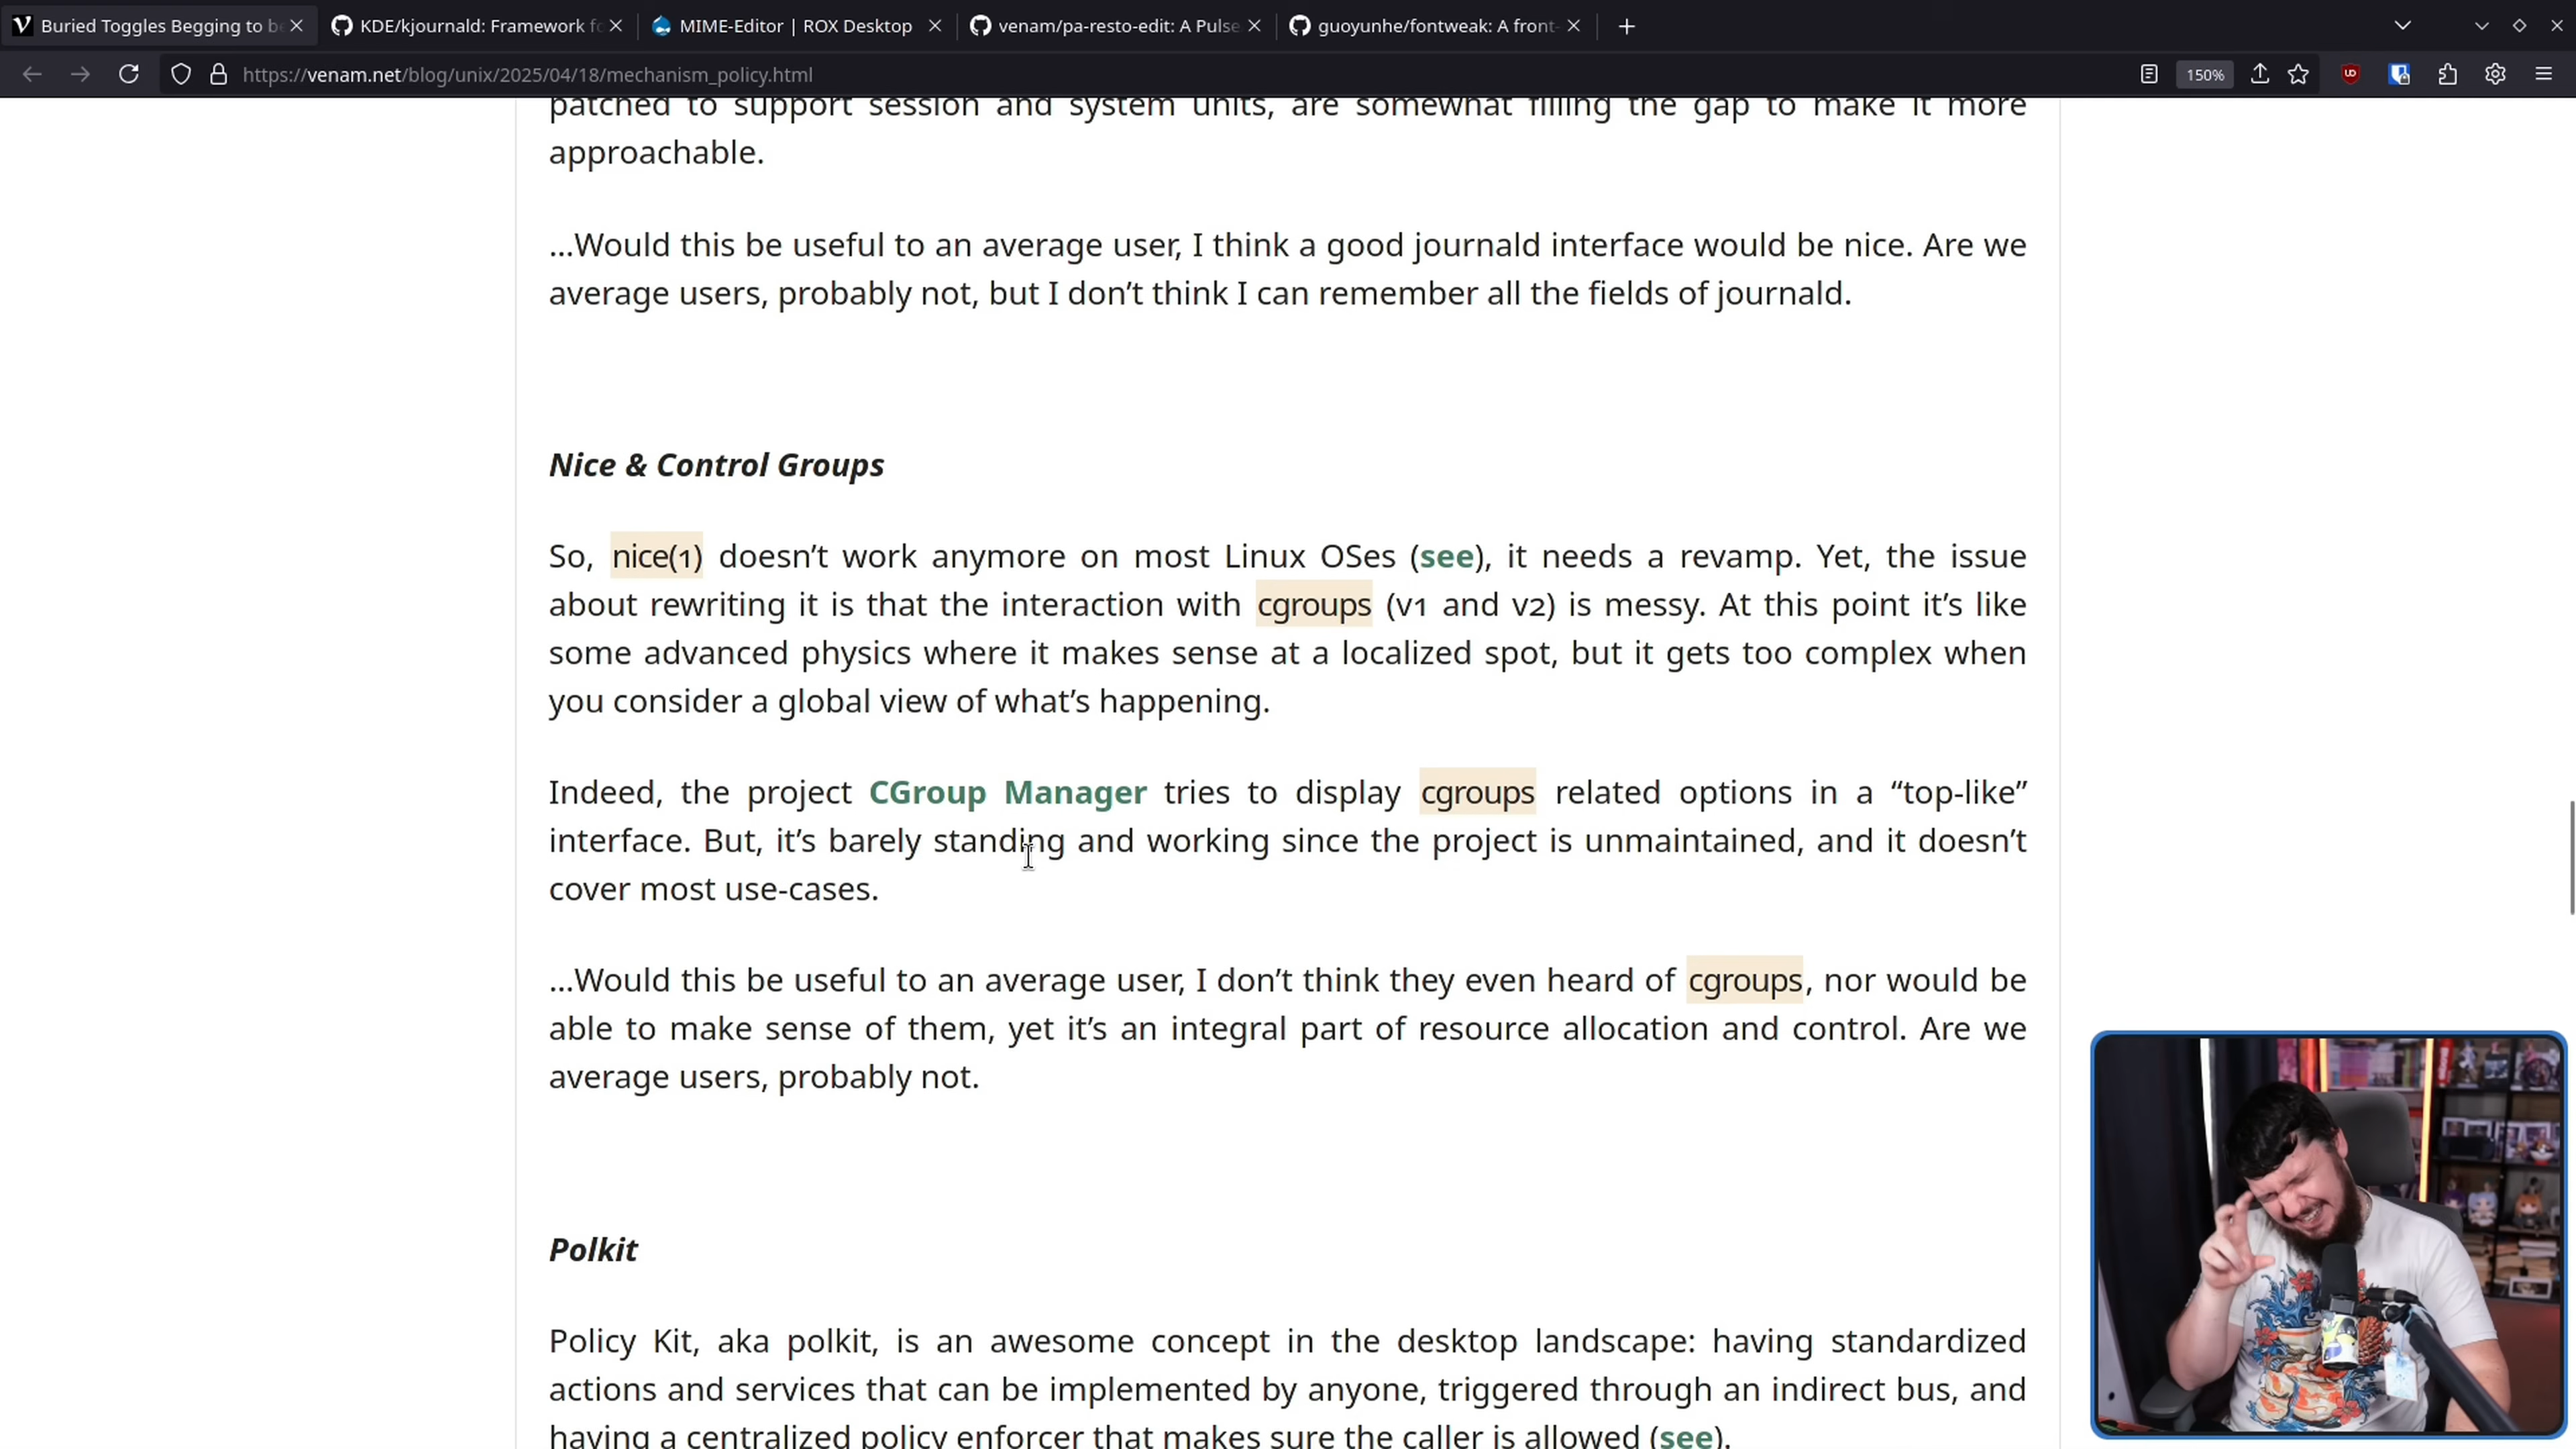 Buried Toggles Begging to be
KDE/kjournald: Framework fo
MIME-Editor | ROX Desktop
venam/pa-resto-edit: A Pulse
guoyunhe/fontweak: A front-
https://venam.net/blog/unix/2025/04/18/mechanism_policy.html
150%
patched to support session and system units, are somewhat filling the gap to make it more
approachable.
…Would this be useful to an average user, I think a good journald interface would be nice. Are we
average users, probably not, but I don’t think I can remember all the fields of journald.
Nice & Control Groups
So, nice(1) doesn’t work anymore on most Linux OSes (see), it needs a revamp. Yet, the issue
about rewriting it is that the interaction with cgroups (v1 and v2) is messy. At this point it’s like
some advanced physics where it makes sense at a localized spot, but it gets too complex when
you consider a global view of what’s happening.
Indeed, the project CGroup Manager tries to display cgroups related options in a “top-like”
interface. But, it’s barely standing and working since the project is unmaintained, and it doesn’t
cover most use-cases.
…Would this be useful to an average user, I don’t think they even heard of cgroups, nor would be
able to make sense of them, yet it’s an integral part of resource allocation and control. Are we
average users, probably not.
Polkit
Policy Kit, aka polkit, is an awesome concept in the desktop landscape: having standardized
actions and services that can be implemented by anyone, triggered through an indirect bus, and
having a centralized policy enforcer that makes sure the caller is allowed (see).